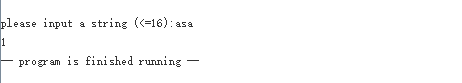 please input a string (<=16):asa
1
— program is finished running —